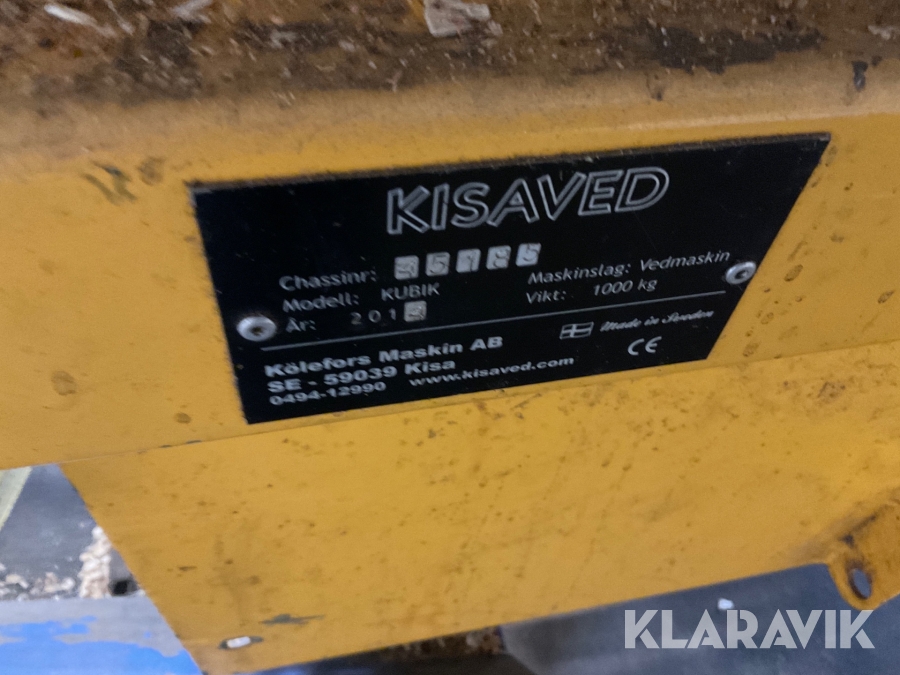 KISAVED
Chassinr:
Maskinslag: Vedmaskin
Modell: KUBIK
Vikt: 1000 kg
År:
Made in Sweden
Kölefors Maskin AB
SE - 59039 Kisa
CE
0494-12990 www.kisaved.com
KLARAVIK